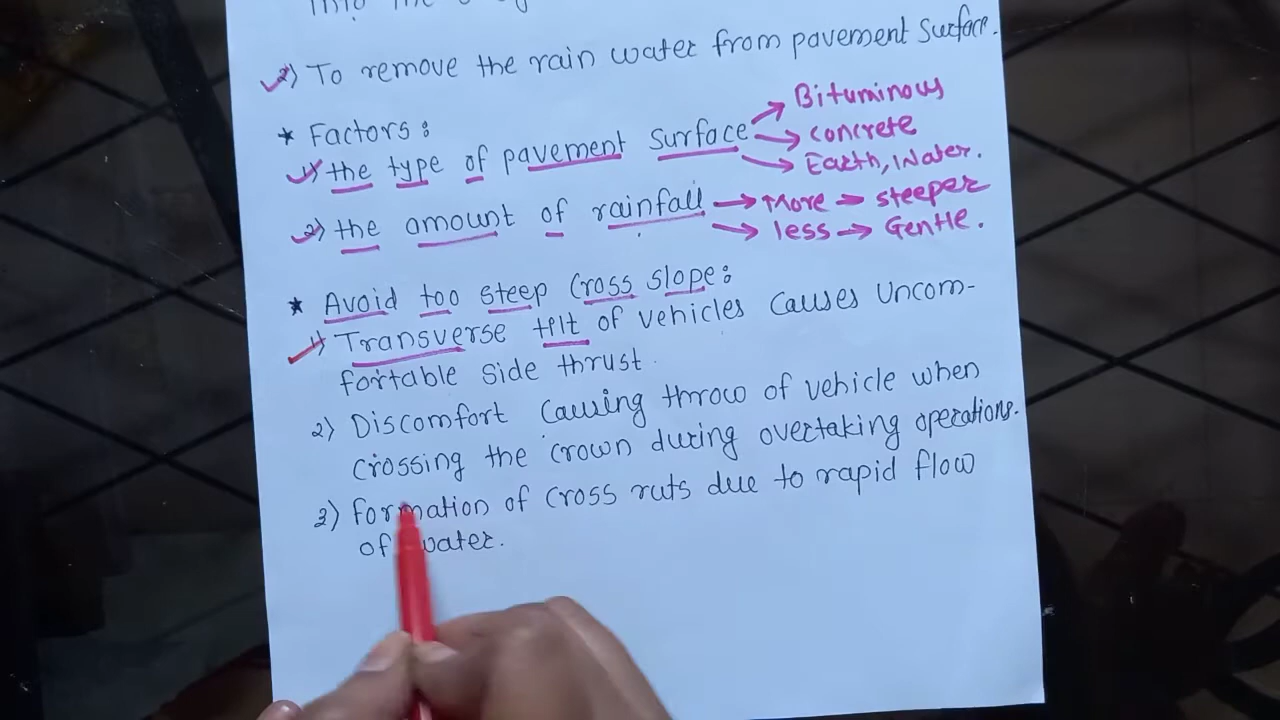 2) To remove the rain water from pavement surface.
* Factors:
1) the type of pavement surface → Bituminous
→ concrete
→ Earth, Water.
2) the amount of rainfall → More → steeper
→ less → Gentle.
* Avoid too steep Cross slope:
1) Transverse tilt of vehicles causes Uncom-
fortable side thrust.
2) Discomfort causing throw of vehicle when
crossing the crown during overtaking operations.
3) formation of cross ruts due to rapid flow
of water.